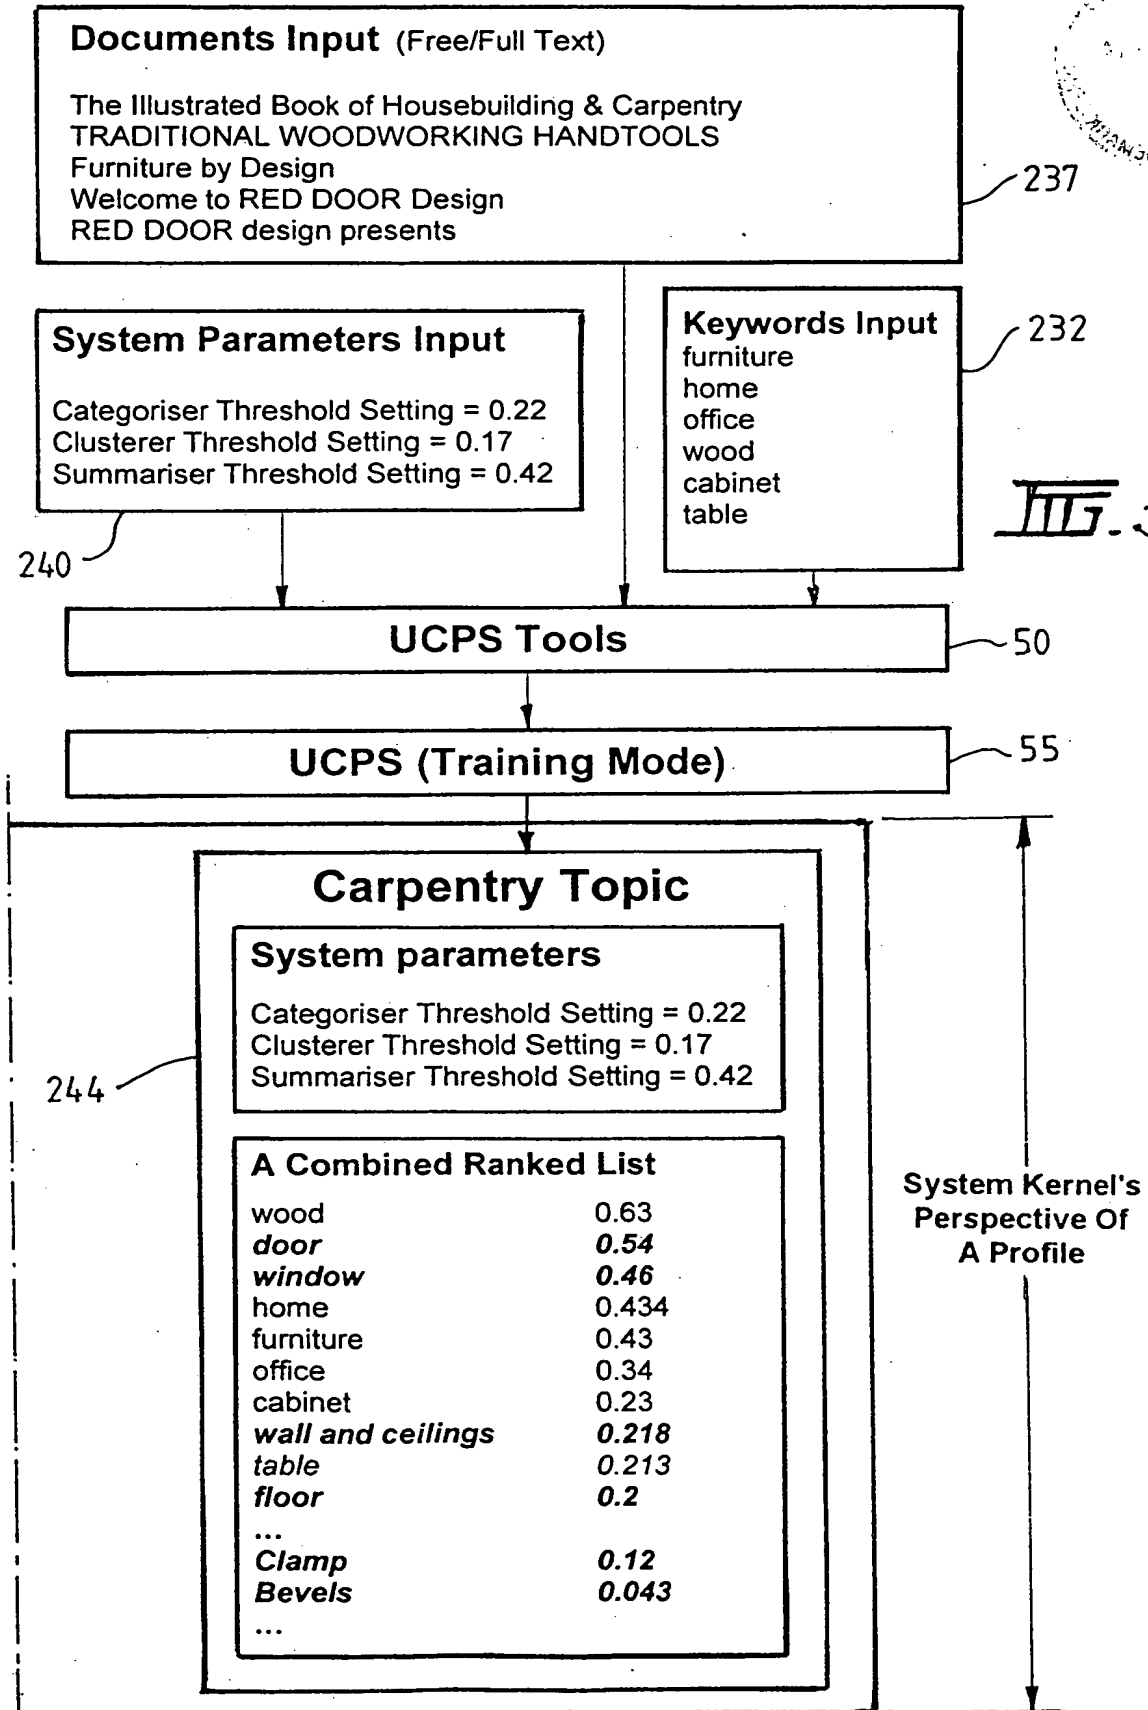 Documents Input (Free/Full Text)
The Illustrated Book of Housebuilding & Carpentry
TRADITIONAL WOODWORKING HANDTOOLS
Furniture by Design
Welcome to RED DOOR Design
RED DOOR design presents
237
System Parameters Input
Categoriser Threshold Setting = 0.22
Clusterer Threshold Setting = 0.17
Summariser Threshold Setting = 0.42
240
Keywords Input
furniture
home
office
wood
cabinet
table
232
FIG. 3
UCPS Tools
50
UCPS (Training Mode)
55
Carpentry Topic
System parameters
Categoriser Threshold Setting = 0.22
Clusterer Threshold Setting = 0.17
Summariser Threshold Setting = 0.42
244
A Combined Ranked List
wood 0.63
door 0.54
window 0.46
home 0.434
furniture 0.43
office 0.34
cabinet 0.23
wall and ceilings 0.218
table 0.213
floor 0.2
...
Clamp 0.12
Bevels 0.043
...
System Kernel's
Perspective Of
A Profile